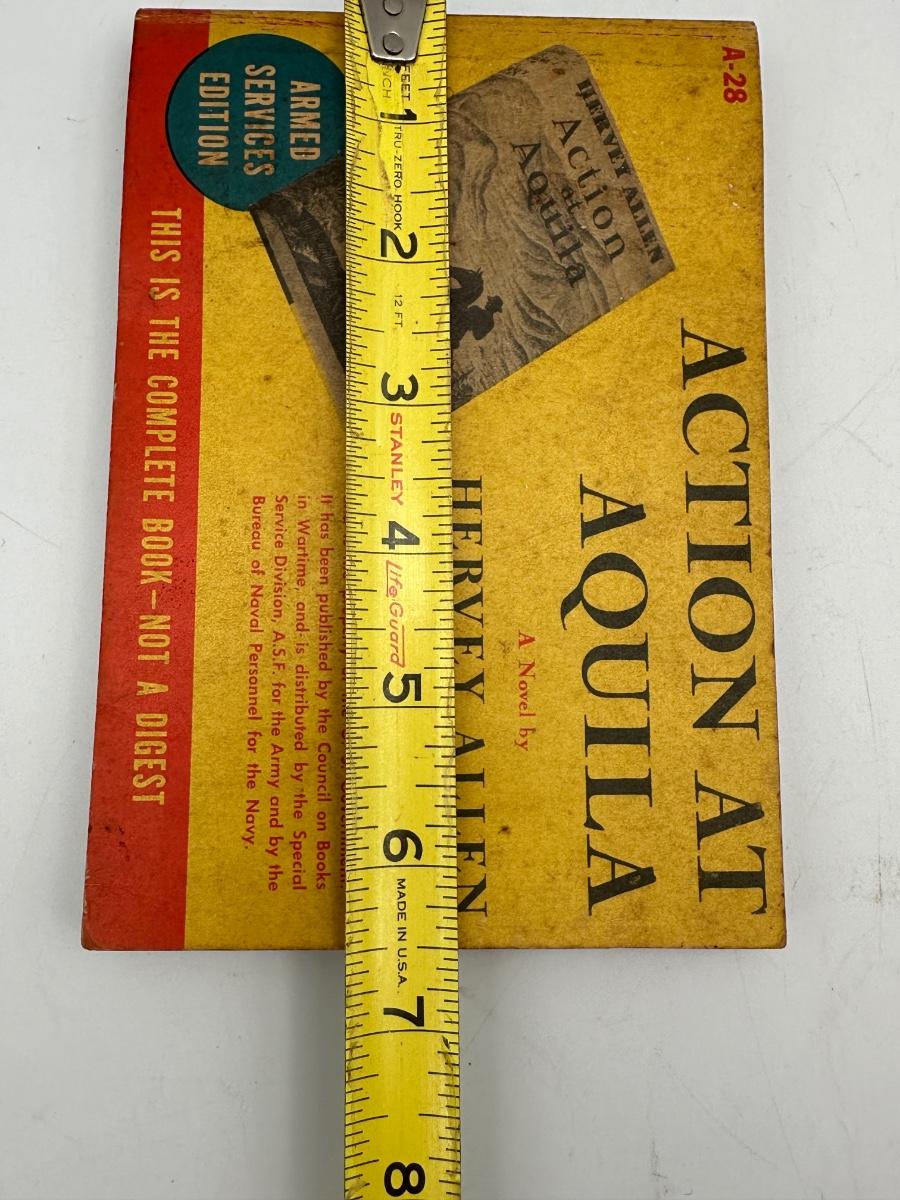 A-28
HERVEY ALLEN
Action
at
Aquila
ACTION AT
AQUILA
A Novel by
HERVEY ALLEN
ARMED
SERVICES
EDITION
It has been published by the Council on Books
in Wartime, and is distributed by the Special
Service Division, A.S.F. for the Army and by the
Bureau of Naval Personnel for the Navy.
THIS IS THE COMPLETE BOOK—NOT A DIGEST
FEET
INCH
1
TRU-ZERO HOOK
2
12 FT.
3
STANLEY
4
Life Guard
5
6
MADE IN U.S.A.
7
8